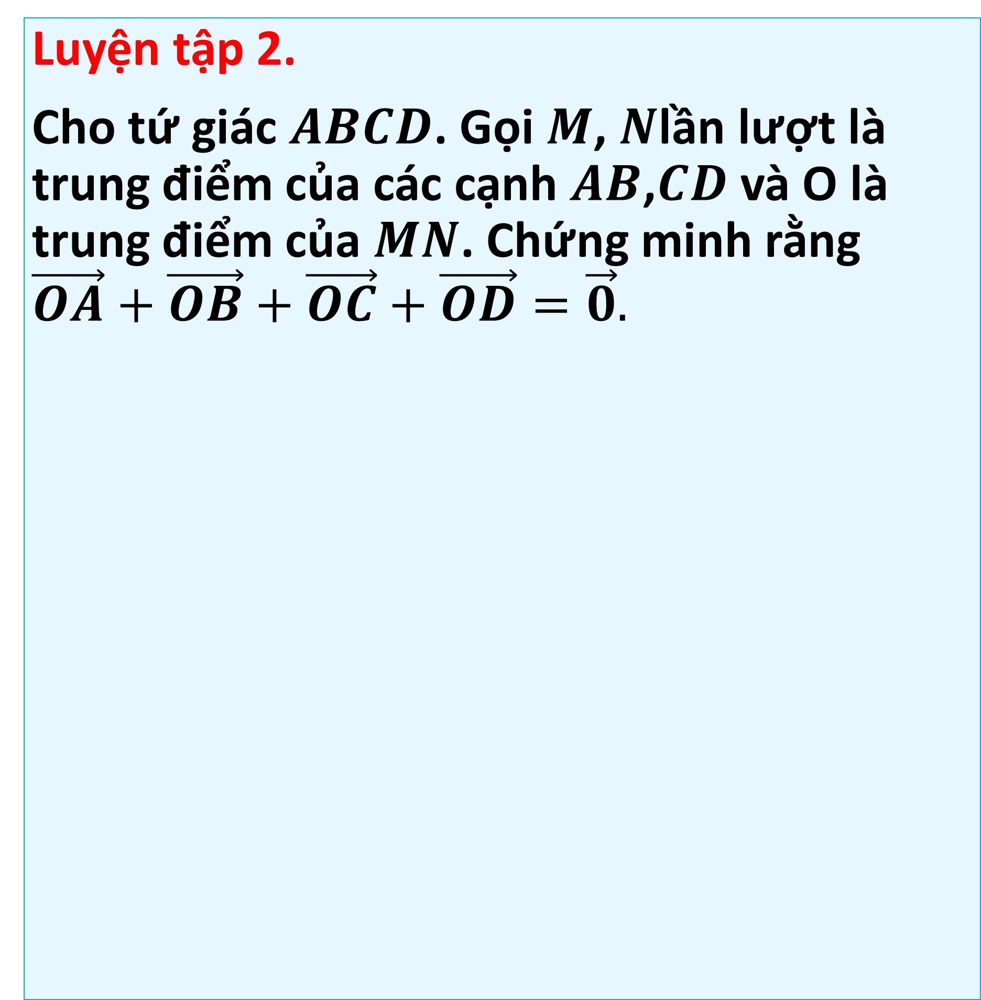 Luyện tập 2.
Cho tứ giác 𝑨𝑩𝑪𝑫. Gọi 𝑴, 𝑵lần lượt là
trung điểm của các cạnh 𝑨𝑩,𝑪𝑫 và O là
trung điểm của 𝑴𝑵. Chứng minh rằng
$\overrightarrow{OA} + \overrightarrow{OB} + \overrightarrow{OC} + \overrightarrow{OD} = \overrightarrow{0}$.